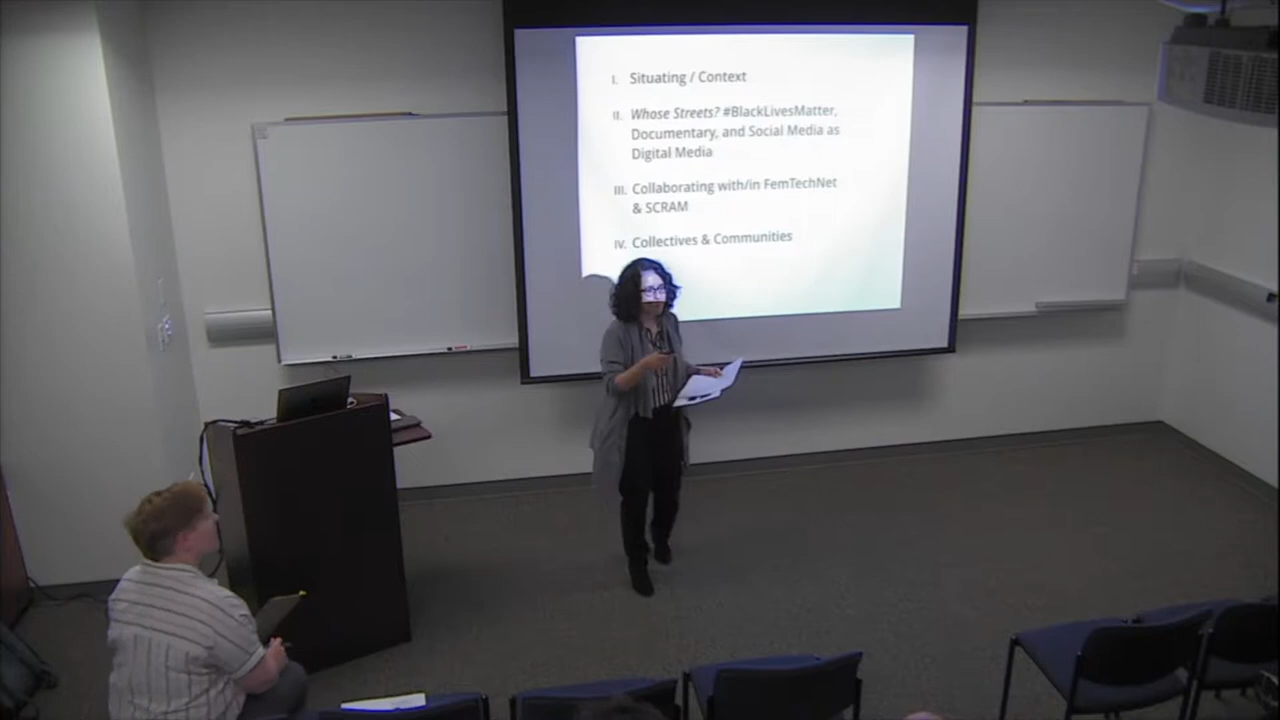 I. Situating / Context
II. Whose Streets? #BlackLivesMatter,
Documentary, and Social Media as
Digital Media
III. Collaborating with/in FemTechNet
& SCRAM
IV. Collectives & Communities